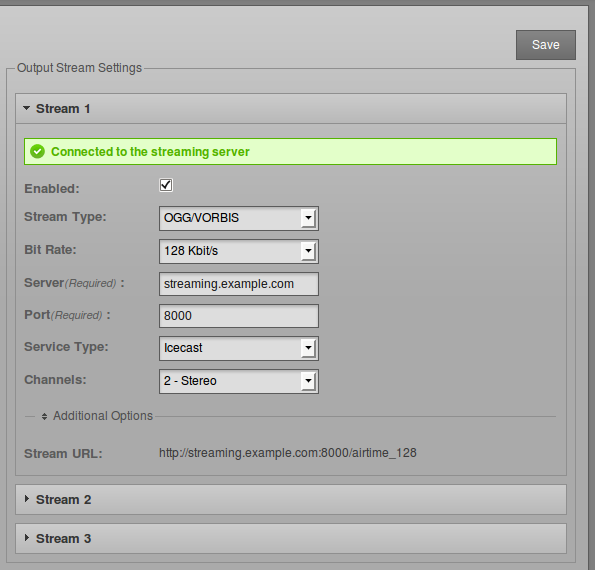 Save
Output Stream Settings
Stream 1
Connected to the streaming server
Enabled:
Stream Type: OGG/VORBIS
Bit Rate: 128 Kbit/s
Server(Required) : streaming.example.com
Port(Required) : 8000
Service Type: Icecast
Channels: 2 - Stereo
Additional Options
Stream URL: http://streaming.example.com:8000/airtime_128
Stream 2
Stream 3